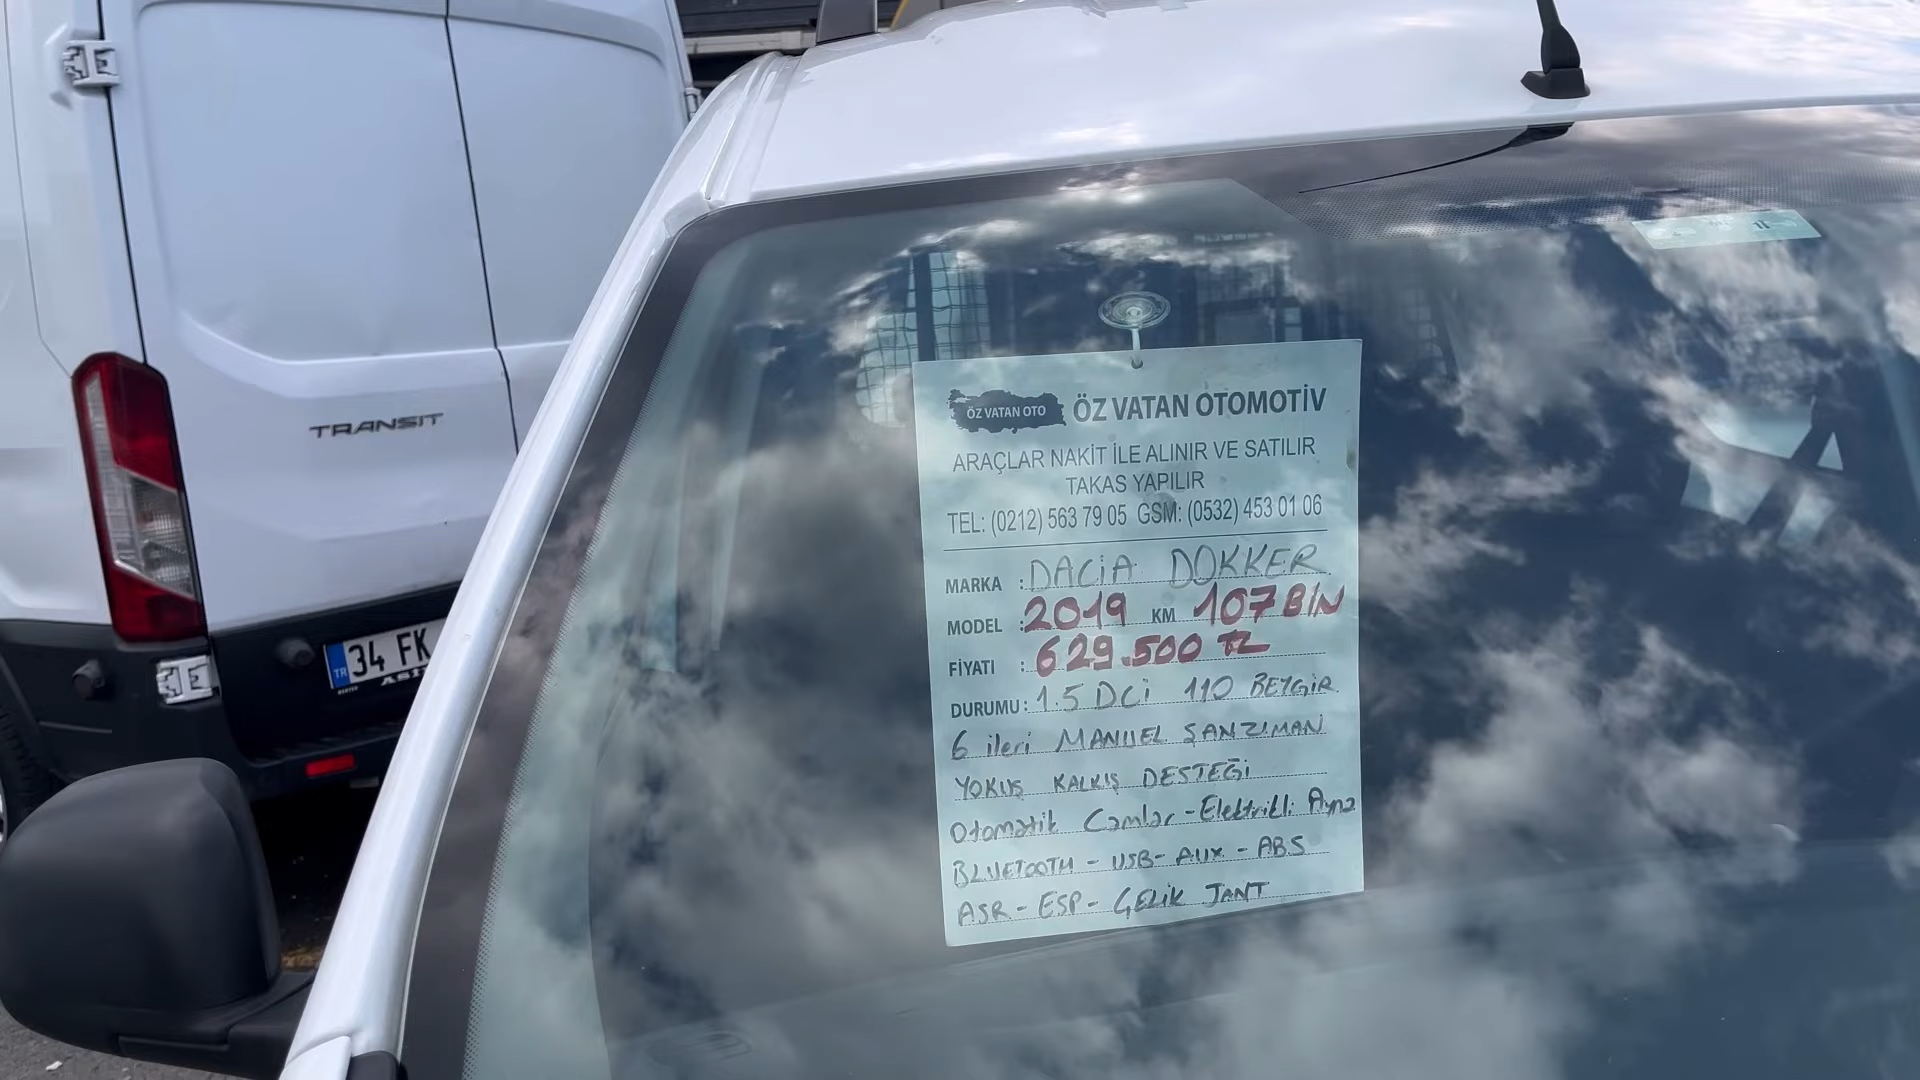 TRANSIT
TR 34 FK
ÖZ VATAN OTO ÖZ VATAN OTOMOTİV
ARAÇLAR NAKİT İLE ALINIR VE SATILIR
TAKAS YAPILIR
TEL: (0212) 563 79 05 GSM: (0532) 453 01 06
MARKA : DACİA DOKKER
MODEL : 2019 KM 107 BİN
FİYATI : 629.500 TL
DURUMU : 1.5 DCİ 110 BEYGİR
6 ileri MANUEL ŞANZIMAN
YOKUŞ KALKIŞ DESTEĞİ
Otomatik Camlar - Elektrikli Ayna
BLUETOOTH - USB - AUX - ABS
ASR - ESP - ÇELİK JANT